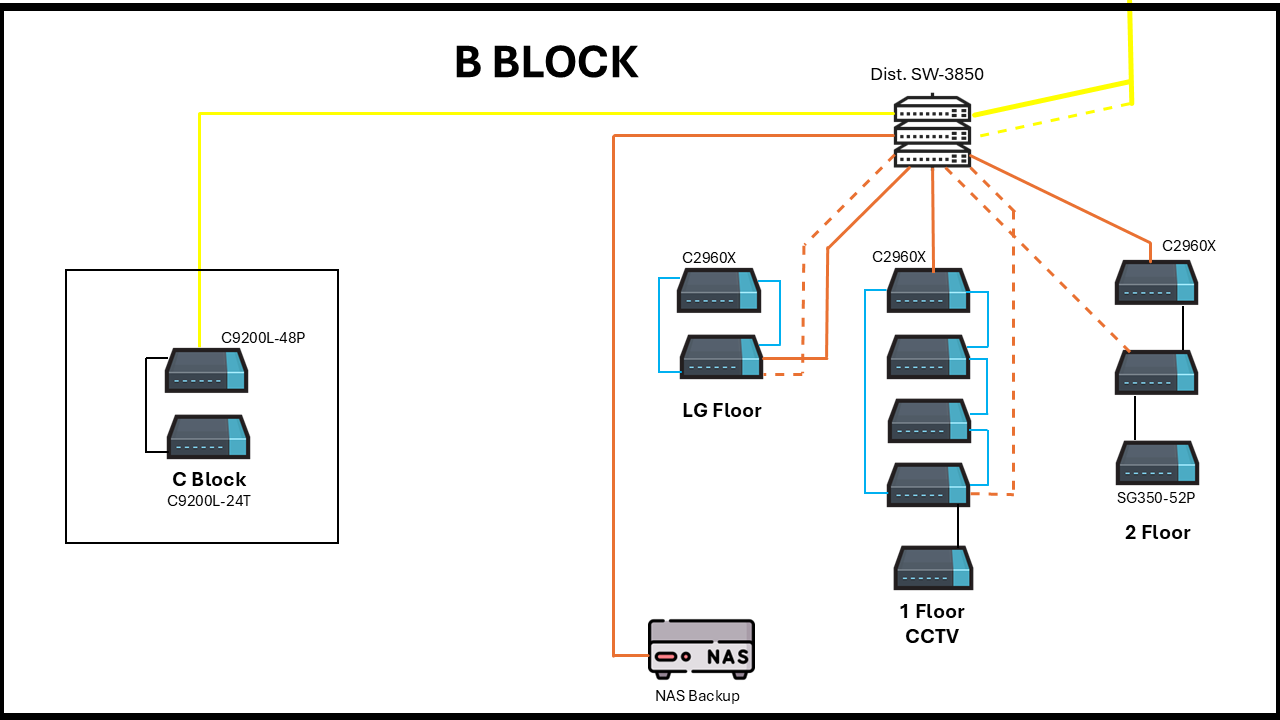 B BLOCK
Dist. SW-3850
C2960X
C2960X
C2960X
C9200L-48P
C Block
C9200L-24T
LG Floor
SG350-52P
2 Floor
1 Floor
CCTV
NAS
NAS Backup